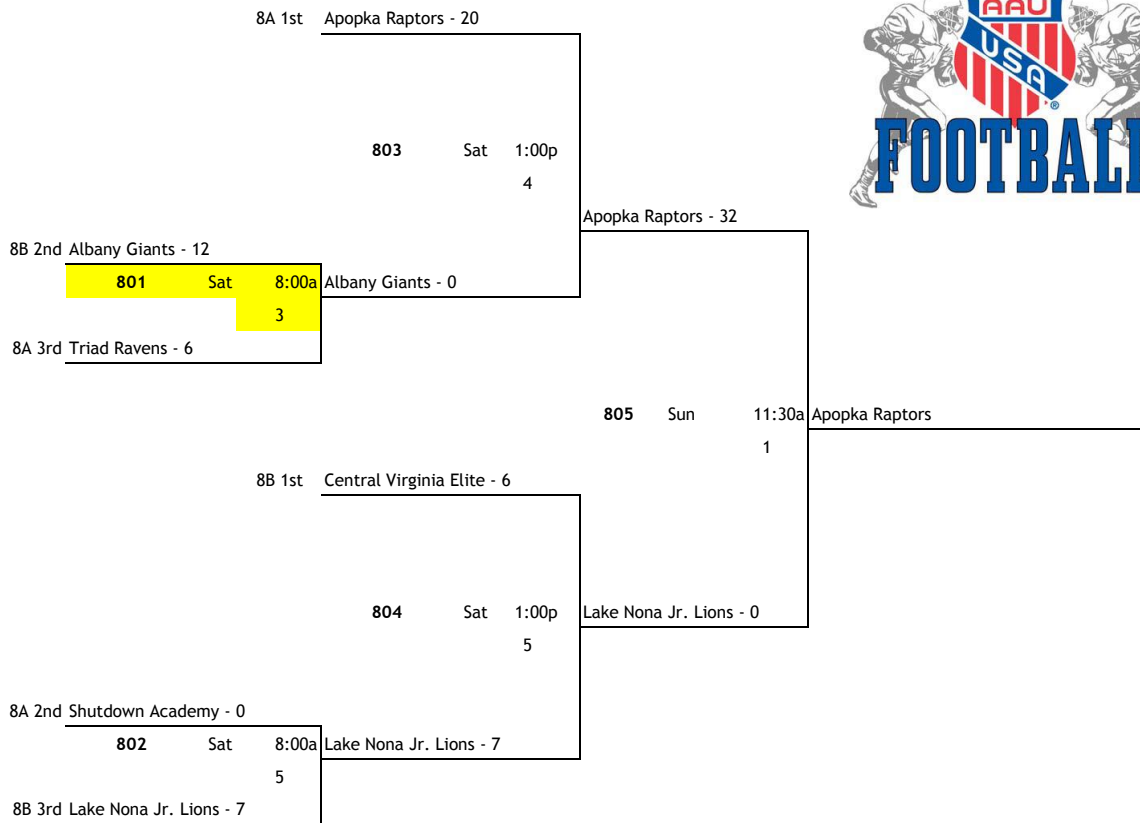 AAU
USA
®
FOOTBALL
8A 1st Apopka Raptors - 20
803 Sat 1:00p
4
Apopka Raptors - 32
8B 2nd Albany Giants - 12
801 Sat 8:00a Albany Giants - 0
3
8A 3rd Triad Ravens - 6
805 Sun 11:30a Apopka Raptors
1
8B 1st Central Virginia Elite - 6
804 Sat 1:00p Lake Nona Jr. Lions - 0
5
8A 2nd Shutdown Academy - 0
802 Sat 8:00a Lake Nona Jr. Lions - 7
5
8B 3rd Lake Nona Jr. Lions - 7